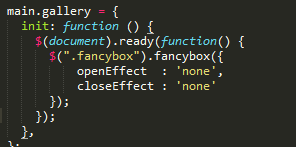 main.gallery = {
  init: function () {
    $(document).ready(function() {
      $(".fancybox").fancybox({
          openEffect  : 'none',
          closeEffect : 'none'
      });
    });
  },
};